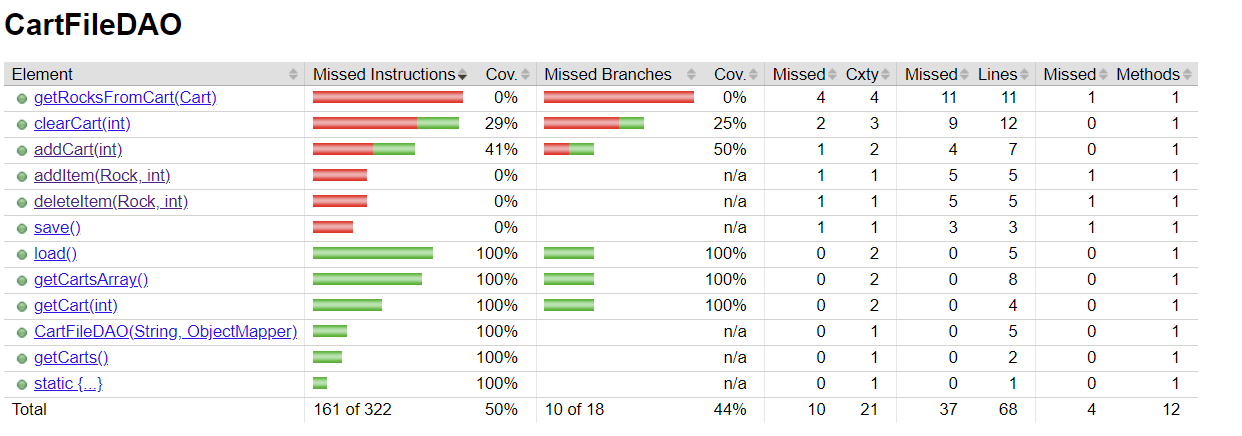 CartFileDAO
Element Missed Instructions Cov. Missed Branches Cov. Missed Cxty Missed Lines Missed Methods
getRocksFromCart(Cart) 0% 0% 4 4 11 11 1 1
clearCart(int) 29% 25% 2 3 9 12 0 1
addCart(int) 41% 50% 1 2 4 7 0 1
addItem(Rock, int) 0% n/a 1 1 5 5 1 1
deleteItem(Rock, int) 0% n/a 1 1 5 5 1 1
save() 0% n/a 1 1 3 3 1 1
load() 100% 100% 0 2 0 5 0 1
getCartsArray() 100% 100% 0 2 0 8 0 1
getCart(int) 100% 100% 0 2 0 4 0 1
CartFileDAO(String, ObjectMapper) 100% n/a 0 1 0 5 0 1
getCarts() 100% n/a 0 1 0 2 0 1
static {...} 100% n/a 0 1 0 1 0 1
Total 161 of 322 50% 10 of 18 44% 10 21 37 68 4 12